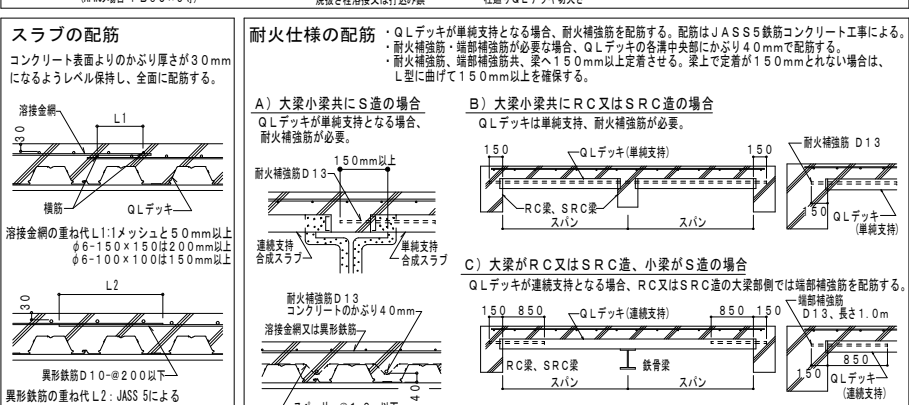 スラブの配筋
コンクリート表面よりのかぶり厚さが30mm
になるようレベル保持し、全面に配筋する。
溶接金網
L1
30
横筋
QLデッキ
溶接金網の重ね代L1:1メッシュと50mm以上
φ6-150×150は200mm以上
φ6-100×100は150mm以上
L2
30
異形鉄筋D10-@200以下
異形鉄筋の重ね代L2:JASS 5による
耐火仕様の配筋
・QLデッキが単純支持となる場合、耐火補強筋を配筋する。配筋はJASS5鉄筋コンクリート工事による。
・耐火補強筋・端部補強筋が必要な場合、QLデッキの各溝中央部にかぶり40mmで配筋する。
・耐火補強筋、端部補強筋共、梁へ150mm以上定着させる。梁上で定着が150mmとれない場合は、
L型に曲げて150mm以上を確保する。
A)大梁小梁共にS造の場合
QLデッキが単純支持となる場合、
耐火補強筋が必要。
150mm以上
耐火補強筋D13
連続支持
合成スラブ
単純支持
合成スラブ
耐火補強筋D13
コンクリートのかぶり40mm
溶接金網又は異形鉄筋
40
B)大梁小梁共にRC又はSRC造の場合
QLデッキは単純支持、耐火補強筋が必要。
150
QLデッキ(単純支持)
150
RC梁、SRC梁
スパン
スパン
耐火補強筋 D13
150
QLデッキ
(単純支持)
C)大梁がRC又はSRC造、小梁がS造の場合
QLデッキが連続支持となる場合、RC又はSRC造の大梁部側では端部補強筋を配筋する。
150 850
QLデッキ(連続支持)
850 150
RC梁、SRC梁
鉄骨梁
スパン
スパン
端部補強筋
D13、長さ1.0m
150
850
QLデッキ
(連続支持)